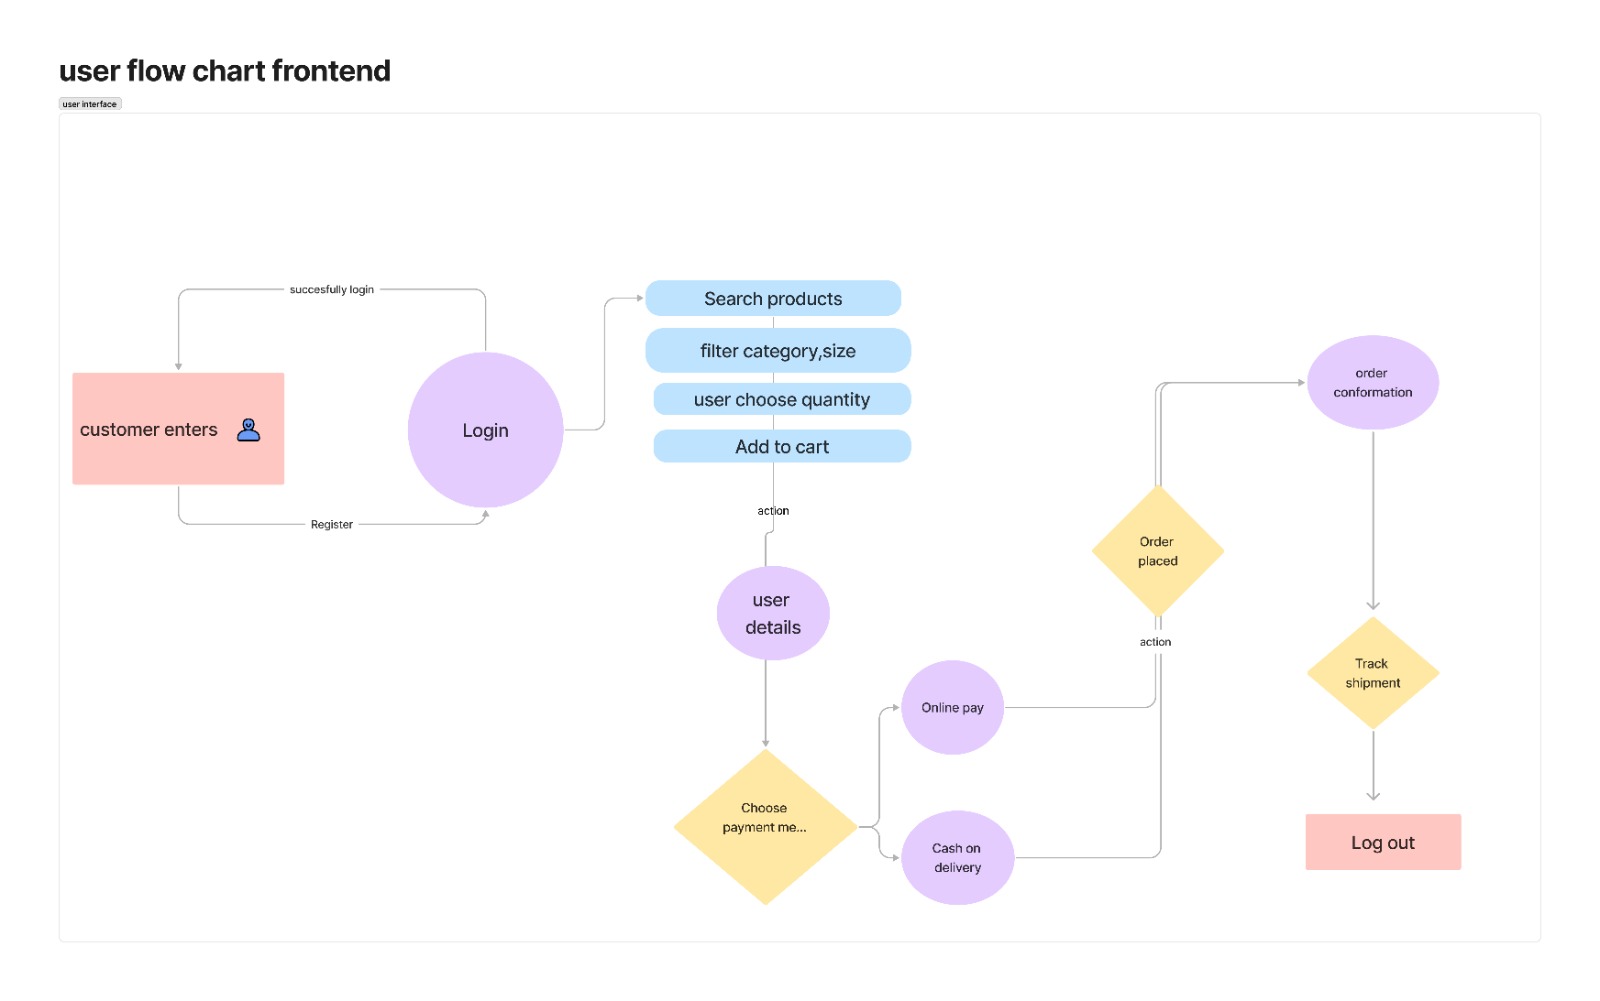 user flow chart frontend
user interface
succesfully login
customer enters
Login
Register
Search products
filter category,size
user choose quantity
Add to cart
action
user
details
Choose
payment me...
Online pay
Cash on
delivery
Order
placed
action
order
conformation
Track
shipment
Log out